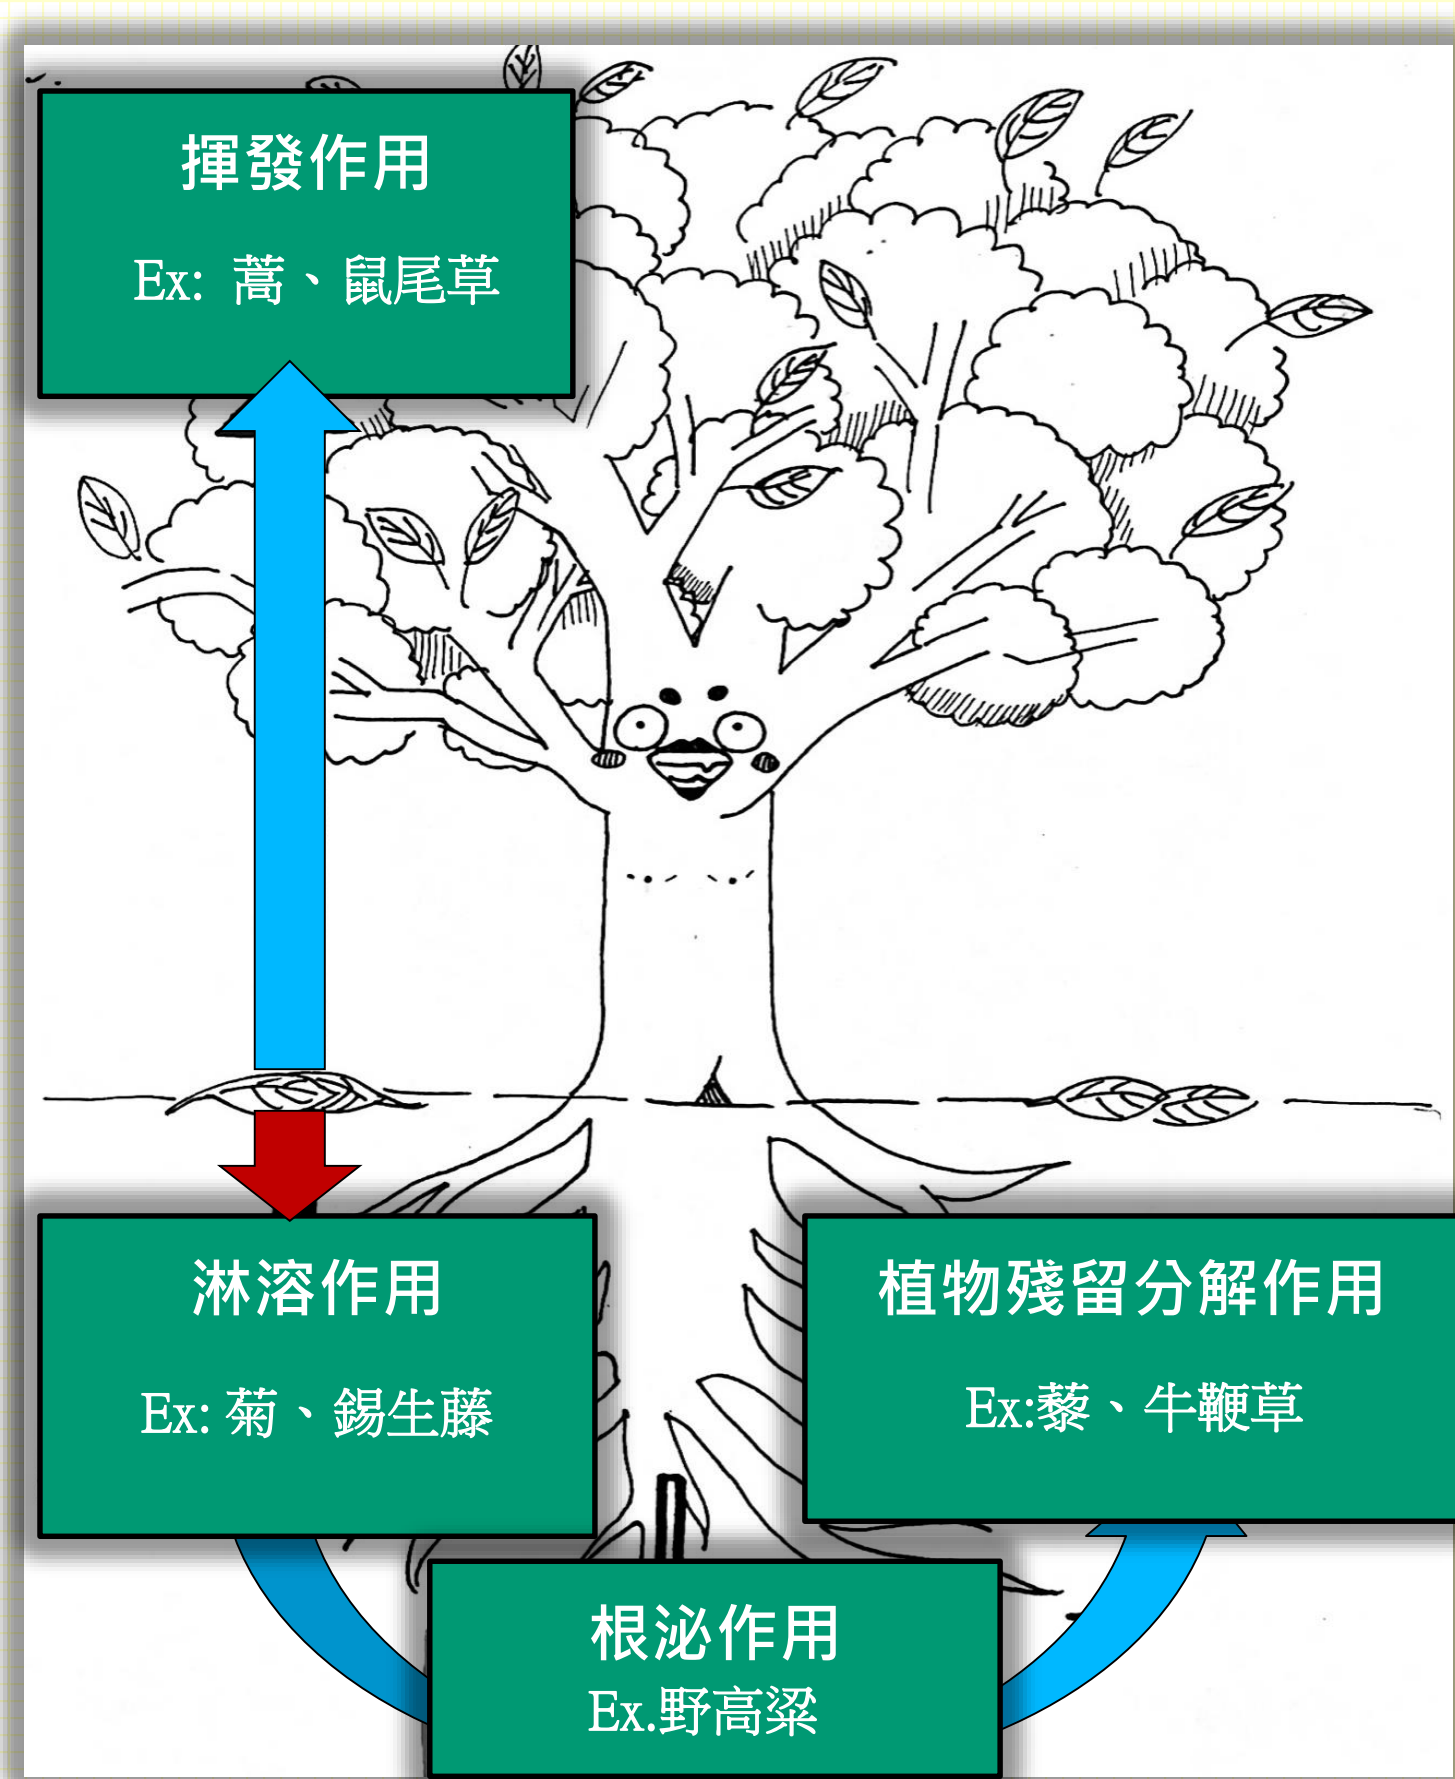 揮發作用
Ex: 蒿、鼠尾草
淋溶作用
Ex: 菊、錫生藤
植物殘留分解作用
Ex:藜、牛鞭草
根泌作用
Ex.野高粱